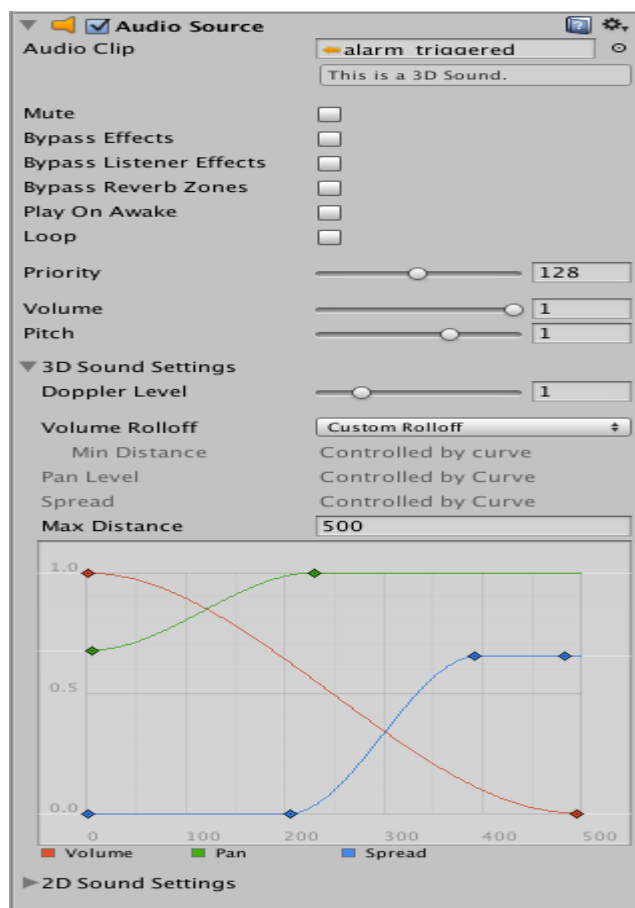 Audio Source
Audio Clip alarm_triggered
This is a 3D Sound.
Mute
Bypass Effects
Bypass Listener Effects
Bypass Reverb Zones
Play On Awake
Loop
Priority 128
Volume 1
Pitch 1
3D Sound Settings
Doppler Level 1
Volume Rolloff Custom Rolloff
Min Distance Controlled by curve
Pan Level Controlled by Curve
Spread Controlled by Curve
Max Distance 500
1.0
0.5
0.0
0 100 200 300 400 500
Volume Pan Spread
2D Sound Settings